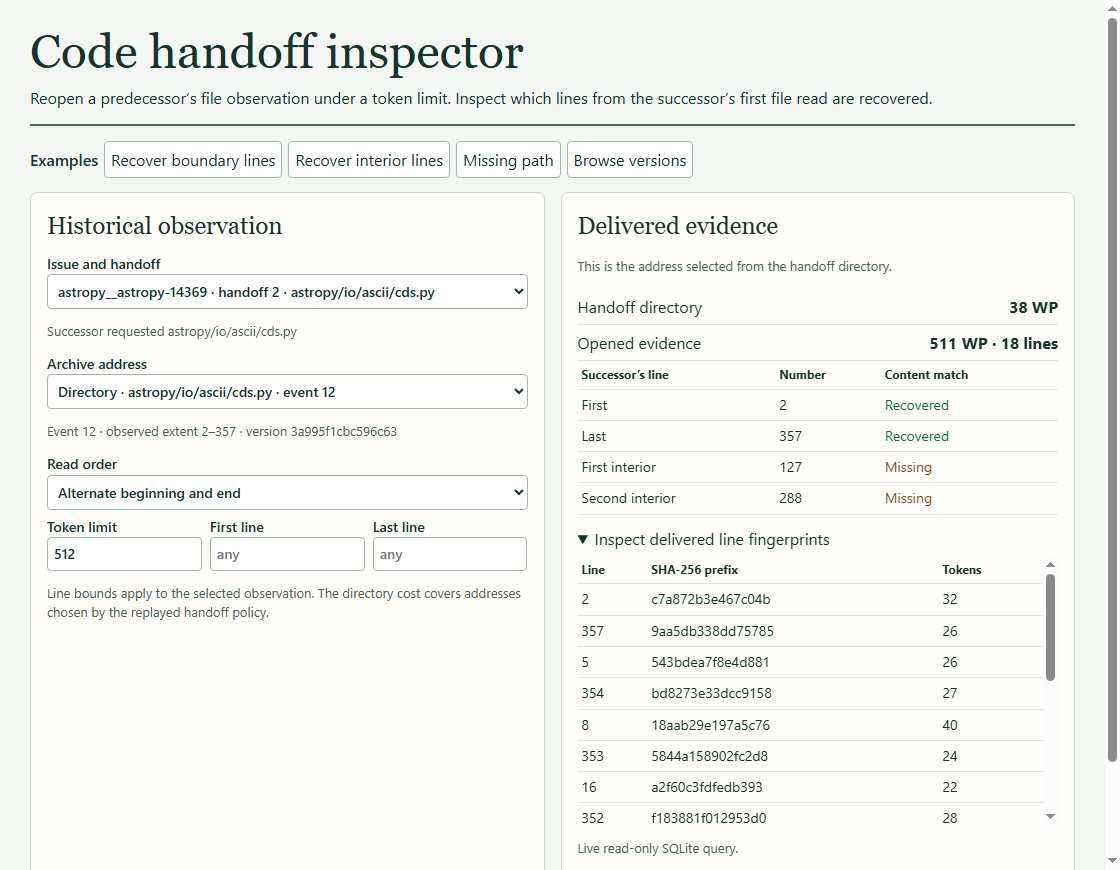 Code handoff inspector
Reopen a predecessor’s file observation under a token limit. Inspect which lines from the successor’s first file read are recovered.
Examples Recover boundary lines Recover interior lines Missing path Browse versions
Historical observation
Issue and handoff
astropy__astropy-14369 · handoff 2 · astropy/io/ascii/cds.py
Successor requested astropy/io/ascii/cds.py
Archive address
Directory · astropy/io/ascii/cds.py · event 12
Event 12 · observed extent 2–357 · version 3a995f1cbc596c63
Read order
Alternate beginning and end
Token limit First line Last line
512 any any
Line bounds apply to the selected observation. The directory cost covers addresses
chosen by the replayed handoff policy.
Delivered evidence
This is the address selected from the handoff directory.
Handoff directory 38 WP
Opened evidence 511 WP · 18 lines
Successor’s line Number Content match
First 2 Recovered
Last 357 Recovered
First interior 127 Missing
Second interior 288 Missing
▼ Inspect delivered line fingerprints
Line SHA-256 prefix Tokens
2 c7a872b3e467c04b 32
357 9aa5db338dd75785 26
5 543bdea7f8e4d881 26
354 bd8273e33dcc9158 27
8 18aab29e197a5c76 40
353 5844a158902fc2d8 24
16 a2f60c3fdfedb393 22
352 f183881f012953d0 28
Live read-only SQLite query.